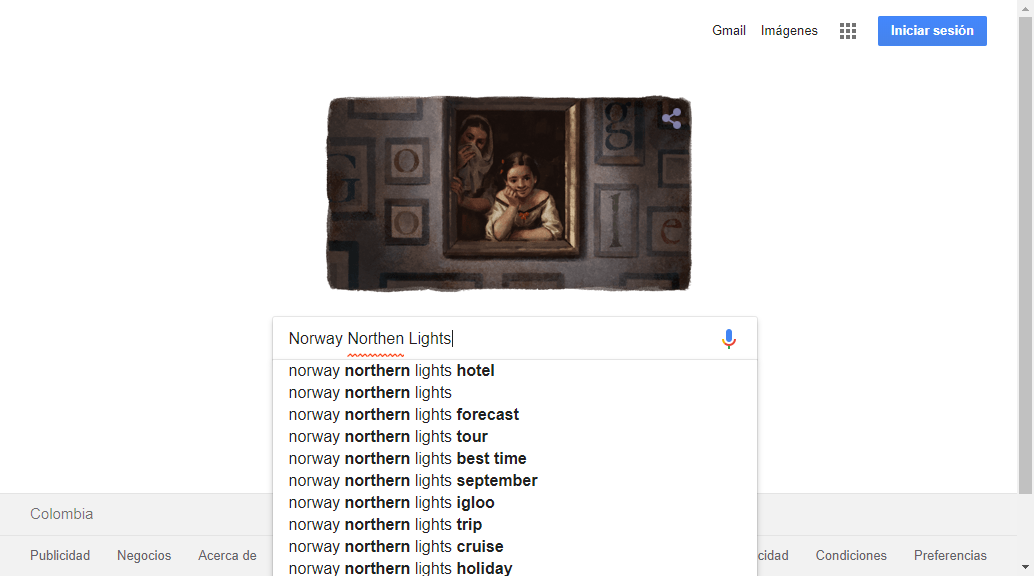 Gmail Imágenes Iniciar sesión
G o o g l e
Norway Northen Lights
norway northern lights hotel
norway northern lights
norway northern lights forecast
norway northern lights tour
norway northern lights best time
norway northern lights september
norway northern lights igloo
norway northern lights trip
norway northern lights cruise
norway northern lights holiday
Colombia
Publicidad Negocios Acerca de cidad Condiciones Preferencias